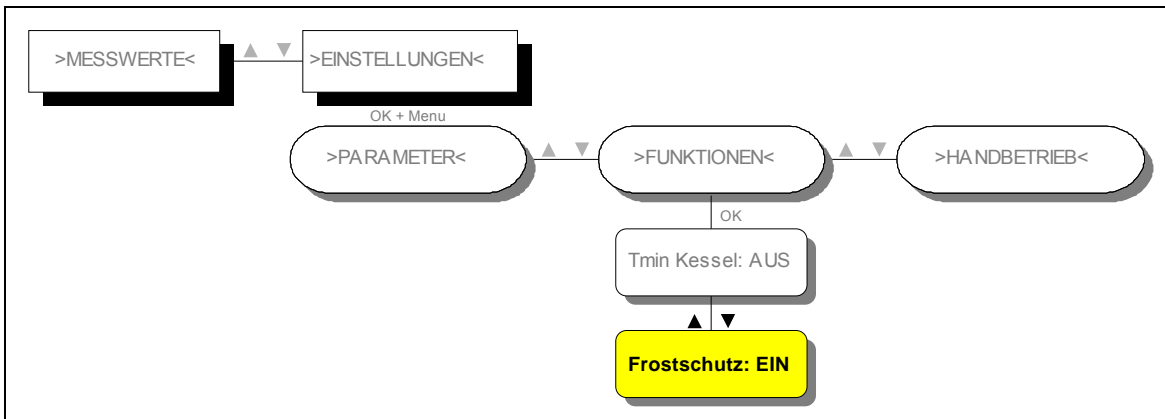 >MESSWERTE< ▲ ▼ >EINSTELLUNGEN<
OK + Menu
>PARAMETER< ▲ ▼ >FUNKTIONEN< ▲ ▼ >HANDBETRIEB<
OK
Tmin Kessel: AUS
▲ ▼
Frostschutz: EIN